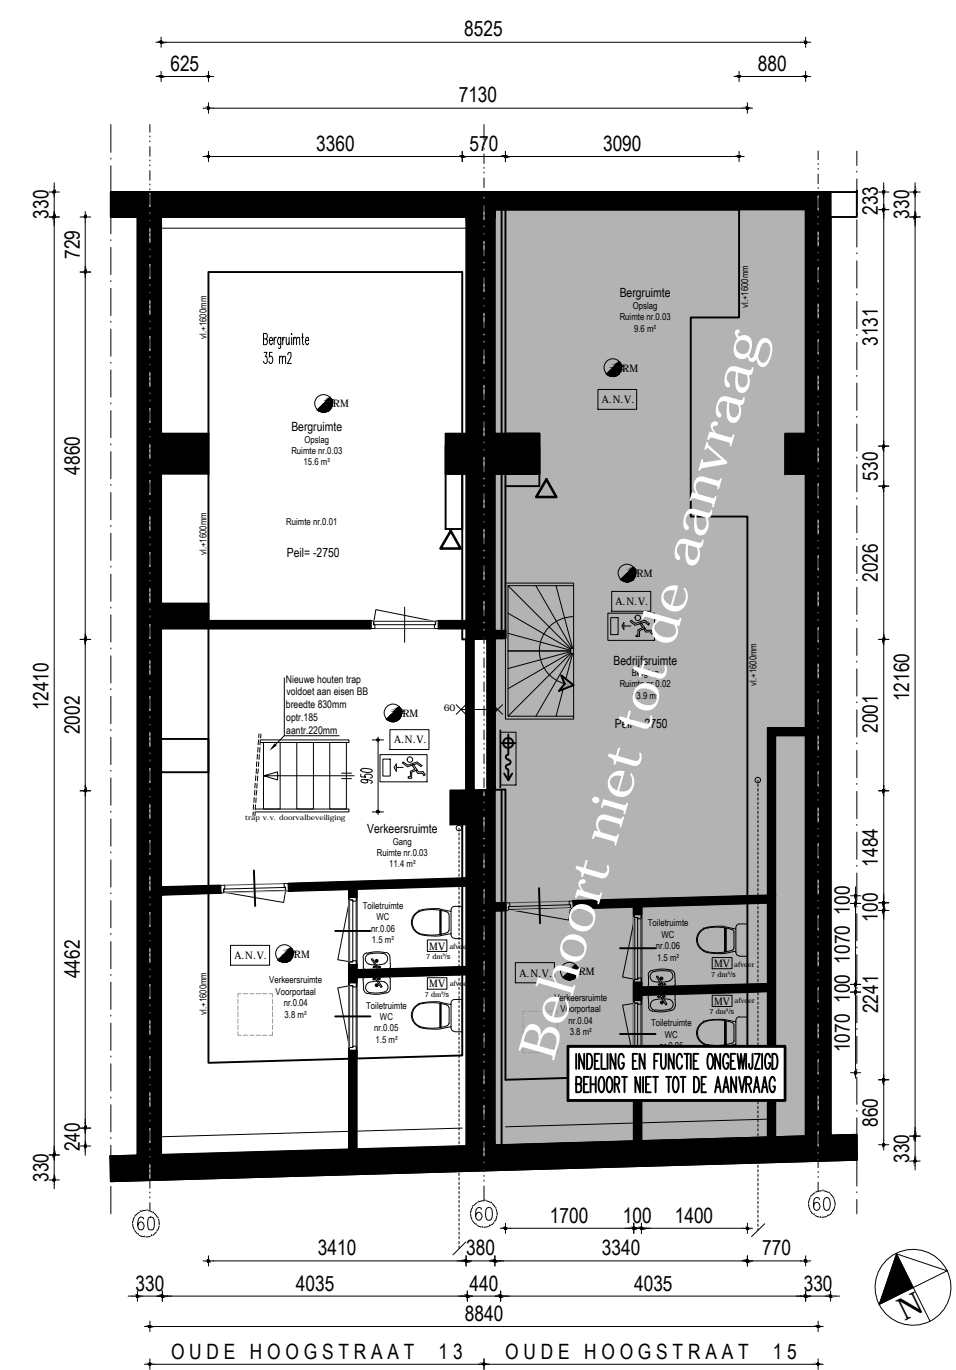 8525
625
880
7130
3360
570
3090
330
729
4860
12410
2002
4462
240
330
233
330
3131
530
2026
12160
2001
1484
100
100
1070
100
2241
1070
860
330
vl.+1600mm
Bergruimte
35 m2
RM
Bergruimte
Opslag
Ruimte nr.0.03
15.6 m²
Ruimte nr.0.01
Peil= -2750
vl.+1600mm
Bergruimte
Opslag
Ruimte nr.0.03
9.6 m²
RM
A.N.V.
vl.+1600mm
RM
A.N.V.
Bedrijfsruimte
Ruimte nr.0.02
vl.+1600mm
Behoort niet tot de aanvraag
Nieuwe houten trap
voldoet aan eisen BB
breedte 830mm
optr.185
aantr.220mm
RM
A.N.V.
60
950
trap v.v. doorvalbeveiliging
Verkeersruimte
Gang
Ruimte nr.0.03
11.4 m²
Toiletruimte
WC
nr.0.06
1.5 m²
MV
7 dm³/s
A.N.V.
RM
Verkeersruimte
Voorportaal
nr.0.04
3.8 m²
vl.+1600mm
Toiletruimte
WC
nr.0.05
1.5 m²
MV
7 dm³/s
Toiletruimte
WC
nr.0.06
1.5 m²
MV afvoer
7 dm³/s
A.N.V.
RM
Verkeersruimte
Voorportaal
nr.0.04
3.8 m²
MV afvoer
7 dm³/s
Toiletruimte
WC
INDELING EN FUNCTIE ONGEWIJZIGD
BEHOORT NIET TOT DE AANVRAAG
60
60
60
1700
100
1400
3410
380
3340
770
330
4035
440
4035
330
8840
OUDE HOOGSTRAAT 13
OUDE HOOGSTRAAT 15
N